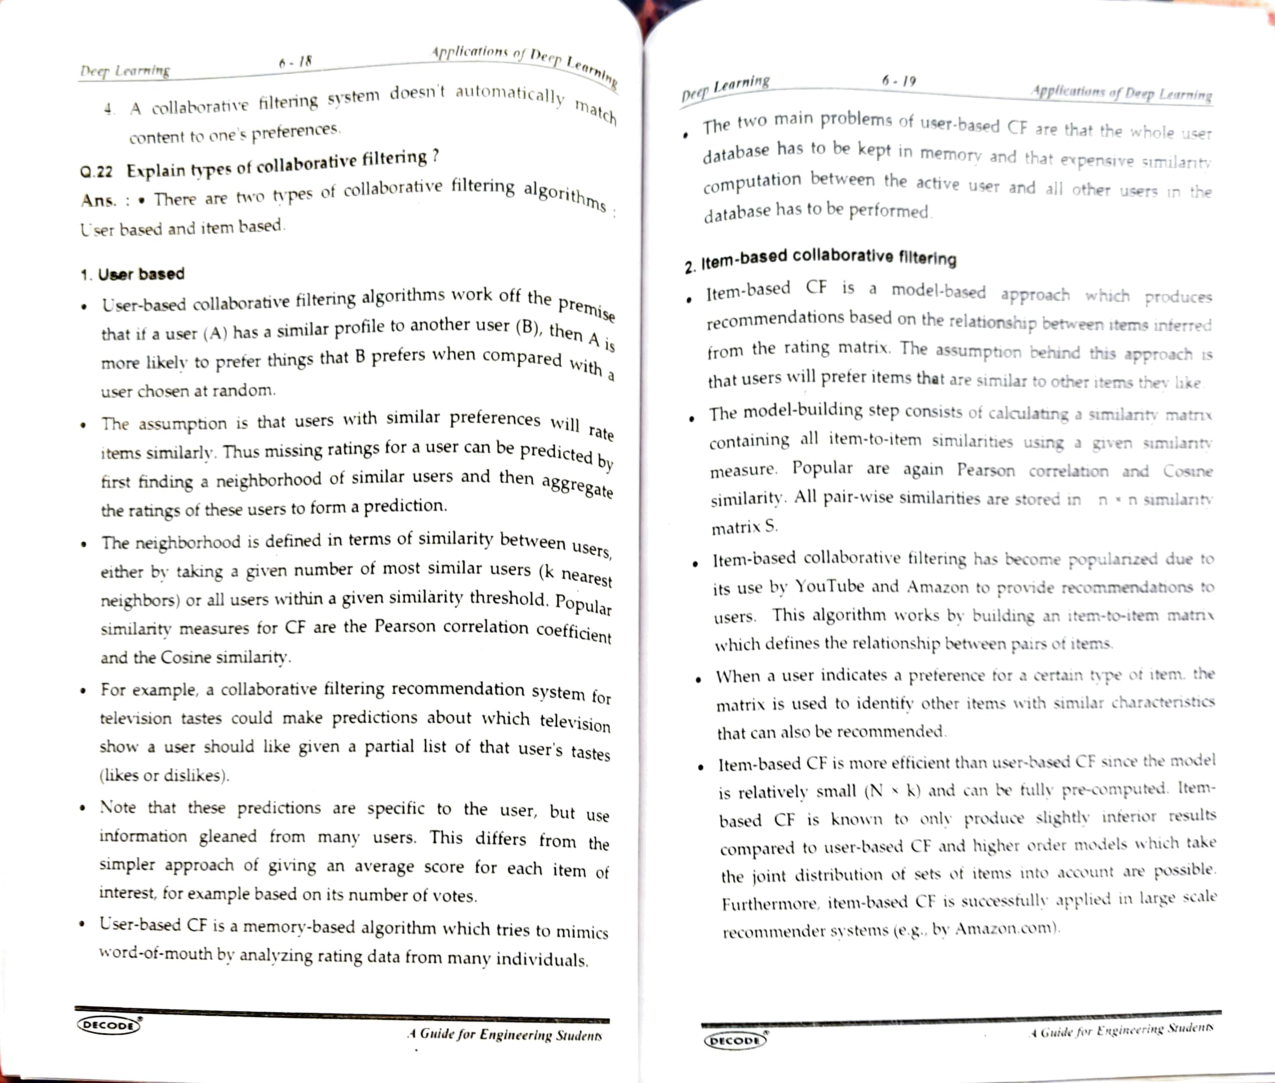 Deep Learning 6 - 18 Applications of Deep Learning
4. A collaborative filtering system doesn't automatically match
content to one's preferences.
Q.22 Explain types of collaborative filtering ?
Ans. : • There are two types of collaborative filtering algorithms :
User based and item based.
1. User based
• User-based collaborative filtering algorithms work off the premise
that if a user (A) has a similar profile to another user (B), then A is
more likely to prefer things that B prefers when compared with a
user chosen at random.
• The assumption is that users with similar preferences will rate
items similarly. Thus missing ratings for a user can be predicted by
first finding a neighborhood of similar users and then aggregate
the ratings of these users to form a prediction.
• The neighborhood is defined in terms of similarity between users,
either by taking a given number of most similar users (k nearest
neighbors) or all users within a given similarity threshold. Popular
similarity measures for CF are the Pearson correlation coefficient
and the Cosine similarity.
• For example, a collaborative filtering recommendation system for
television tastes could make predictions about which television
show a user should like given a partial list of that user's tastes
(likes or dislikes).
• Note that these predictions are specific to the user, but use
information gleaned from many users. This differs from the
simpler approach of giving an average score for each item of
interest, for example based on its number of votes.
• User-based CF is a memory-based algorithm which tries to mimics
word-of-mouth by analyzing rating data from many individuals.
DECODE® A Guide for Engineering Students
Deep Learning 6 - 19 Applications of Deep Learning
• The two main problems of user-based CF are that the whole user
database has to be kept in memory and that expensive similarity
computation between the active user and all other users in the
database has to be performed.
2. Item-based collaborative filtering
• Item-based CF is a model-based approach which produces
recommendations based on the relationship between items inferred
from the rating matrix. The assumption behind this approach is
that users will prefer items that are similar to other items they like.
• The model-building step consists of calculating a similarity matrix
containing all item-to-item similarities using a given similarity
measure. Popular are again Pearson correlation and Cosine
similarity. All pair-wise similarities are stored in n × n similarity
matrix S.
• Item-based collaborative filtering has become popularized due to
its use by YouTube and Amazon to provide recommendations to
users. This algorithm works by building an item-to-item matrix
which defines the relationship between pairs of items.
• When a user indicates a preference for a certain type of item, the
matrix is used to identify other items with similar characteristics
that can also be recommended.
• Item-based CF is more efficient than user-based CF since the model
is relatively small (N × k) and can be fully pre-computed. Item-
based CF is known to only produce slightly inferior results
compared to user-based CF and higher order models which take
the joint distribution of sets of items into account are possible.
Furthermore, item-based CF is successfully applied in large scale
recommender systems (e.g., by Amazon.com).
DECODE® A Guide for Engineering Students